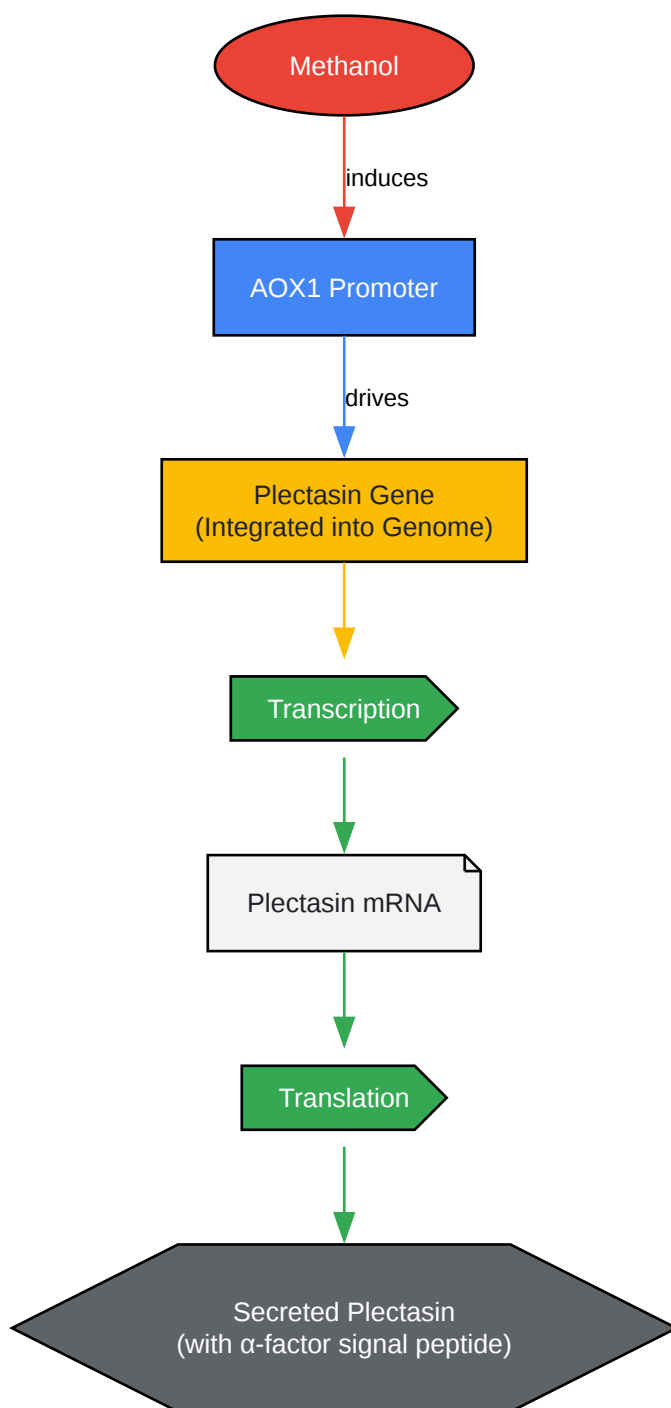 Methanol
induces
AOX1 Promoter
drives
Plectasin Gene
(Integrated into Genome)
Transcription
Plectasin mRNA
Translation
Secreted Plectasin
(with α-factor signal peptide)